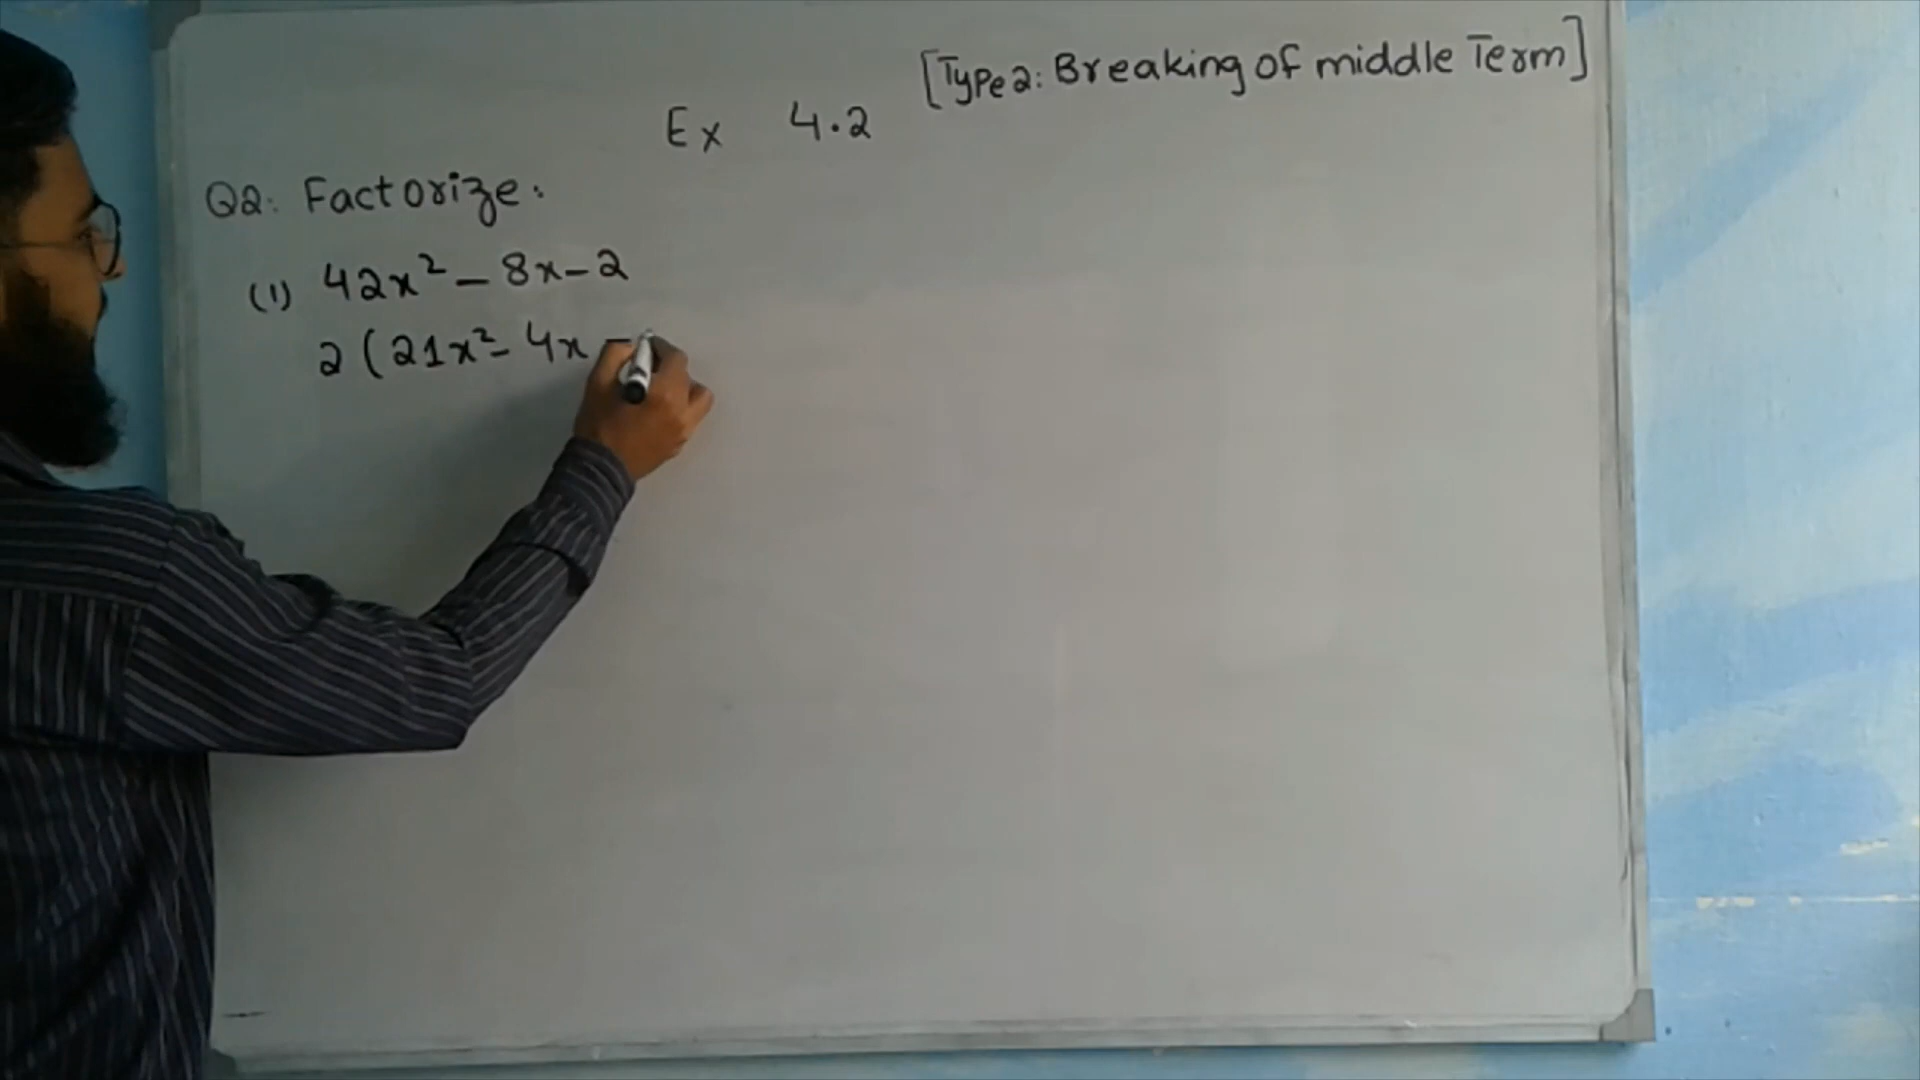 [Type 2: Breaking of middle Term]
Ex 4.2
Q2: Factorize:
(1) 42x² - 8x - 2
2 (21x² - 4x -